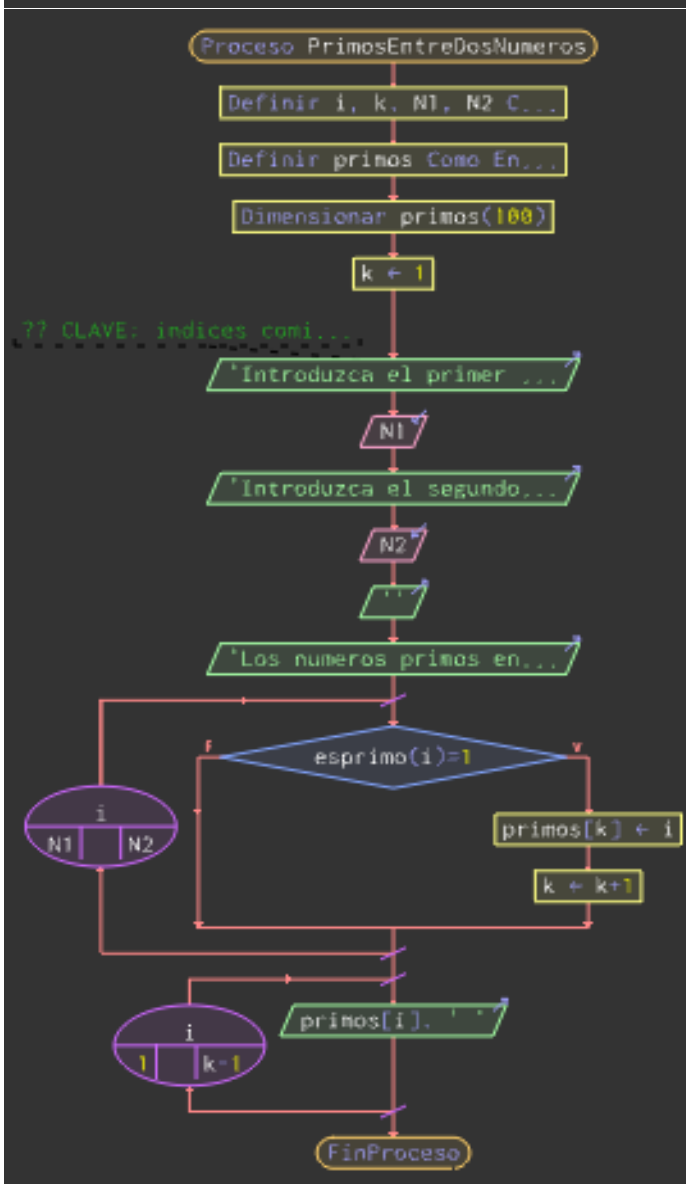 Proceso PrimosEntreDosNumeros
Definir i, k, N1, N2 C...
Definir primos Como En...
Dimensionar primos(100)
k ← 1
?? CLAVE: indices comi...
'Introduzca el primer ...
N1
'Introduzca el segundo...
N2
''
'Los numeros primos en...
F esprimo(i)=1 V
i
N1 N2
primos[k] ← i
k ← k+1
primos[i], ' '
i
1 k-1
FinProceso